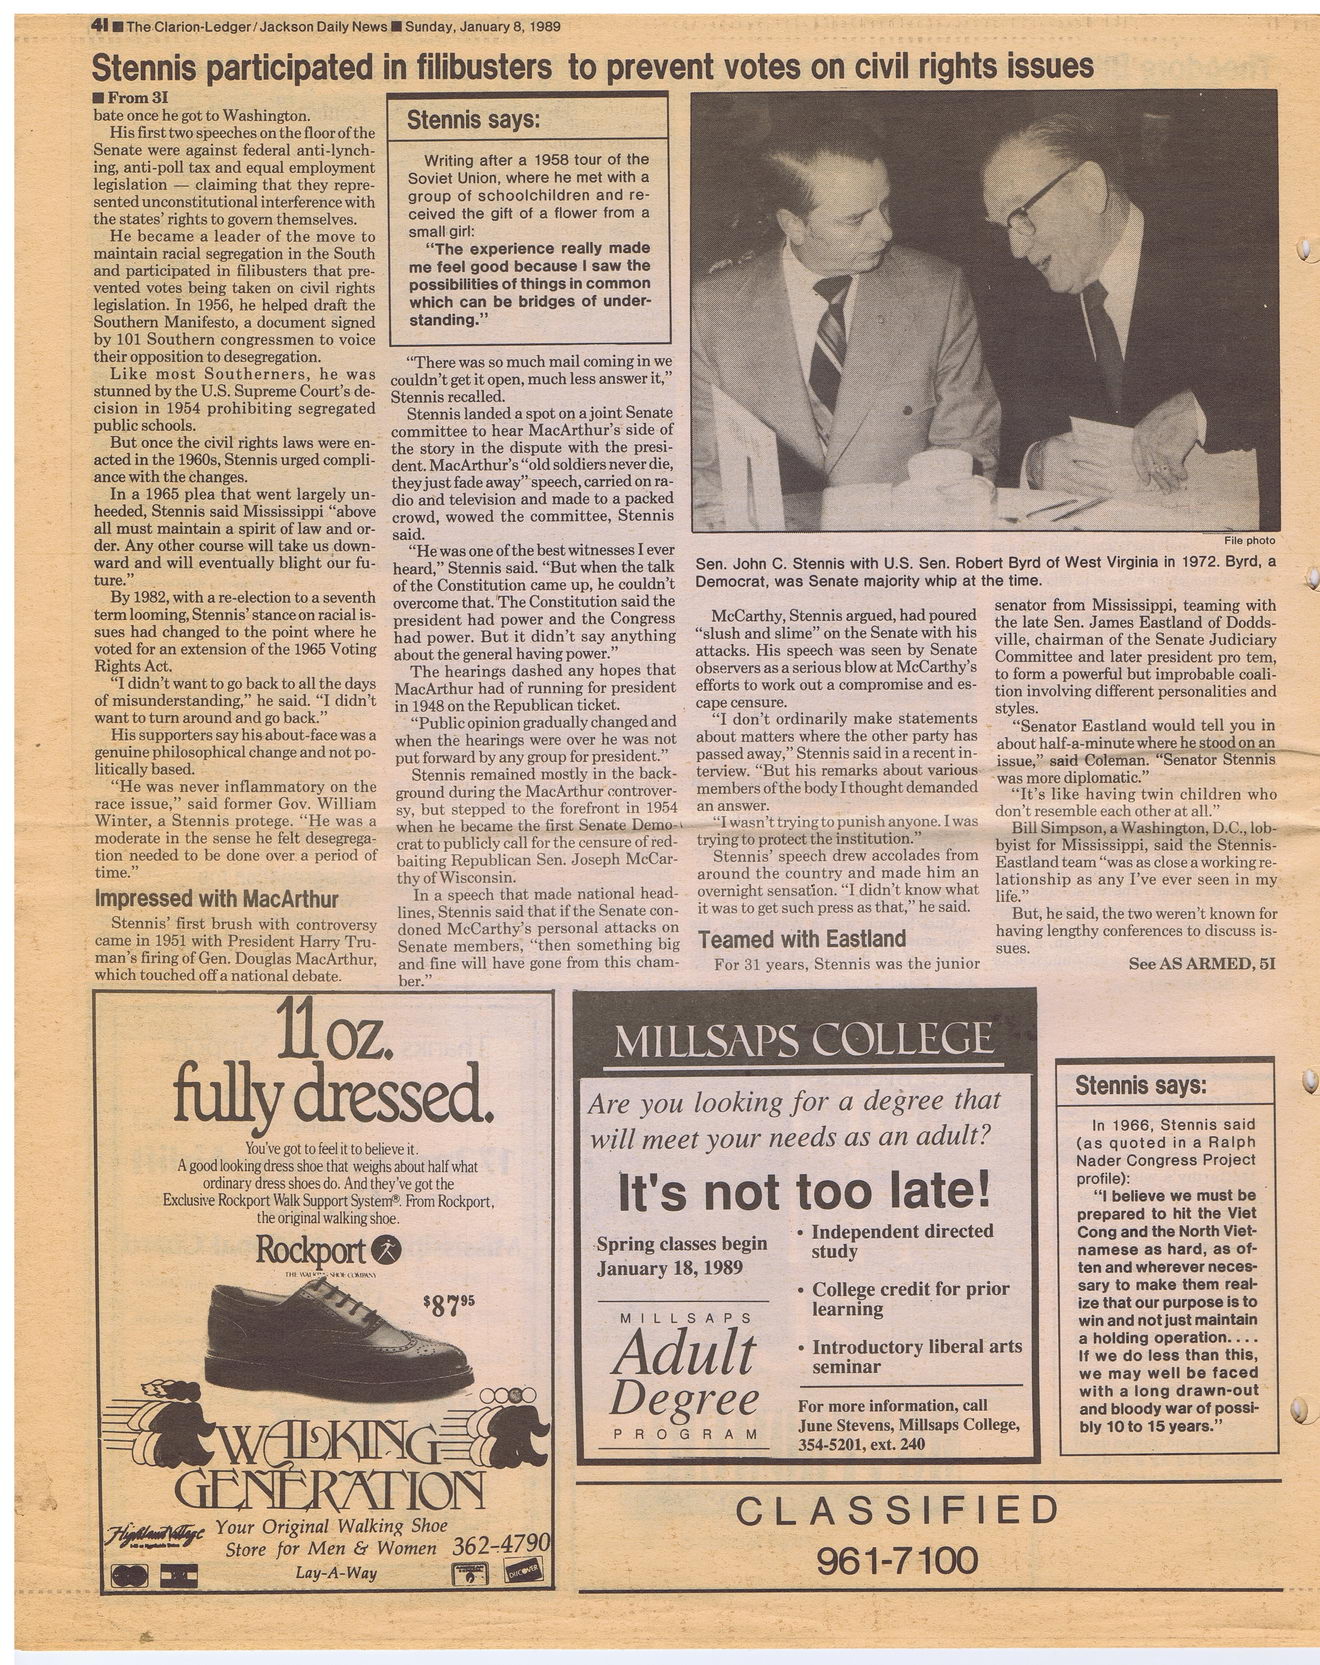 4I ■ The Clarion-Ledger/Jackson Daily News ■ Sunday, January 8, 1989
Stennis participated in filibusters to prevent votes on civil rights issues
■ From 3I
bate once he got to Washington.
His first two speeches on the floor of the
Senate were against federal anti-lynch-
ing, anti-poll tax and equal employment
legislation — claiming that they repre-
sented unconstitutional interference with
the states' rights to govern themselves.
He became a leader of the move to
maintain racial segregation in the South
and participated in filibusters that pre-
vented votes being taken on civil rights
legislation. In 1956, he helped draft the
Southern Manifesto, a document signed
by 101 Southern congressmen to voice
their opposition to desegregation.
Like most Southerners, he was
stunned by the U.S. Supreme Court's de-
cision in 1954 prohibiting segregated
public schools.
But once the civil rights laws were en-
acted in the 1960s, Stennis urged compli-
ance with the changes.
In a 1965 plea that went largely un-
heeded, Stennis said Mississippi "above
all must maintain a spirit of law and or-
der. Any other course will take us down-
ward and will eventually blight our fu-
ture."
By 1982, with a re-election to a seventh
term looming, Stennis' stance on racial is-
sues had changed to the point where he
voted for an extension of the 1965 Voting
Rights Act.
"I didn't want to go back to all the days
of misunderstanding," he said. "I didn't
want to turn around and go back."
His supporters say his about-face was a
genuine philosophical change and not po-
litically based.
"He was never inflammatory on the
race issue," said former Gov. William
Winter, a Stennis protege. "He was a
moderate in the sense he felt desegrega-
tion needed to be done over a period of
time."
Impressed with MacArthur
Stennis' first brush with controversy
came in 1951 with President Harry Tru-
man's firing of Gen. Douglas MacArthur,
which touched off a national debate.
Stennis says:
Writing after a 1958 tour of the
Soviet Union, where he met with a
group of schoolchildren and re-
ceived the gift of a flower from a
small girl:
"The experience really made
me feel good because I saw the
possibilities of things in common
which can be bridges of under-
standing."
"There was so much mail coming in we
couldn't get it open, much less answer it,"
Stennis recalled.
Stennis landed a spot on a joint Senate
committee to hear MacArthur's side of
the story in the dispute with the presi-
dent. MacArthur's "old soldiers never die,
they just fade away" speech, carried on ra-
dio and television and made to a packed
crowd, wowed the committee, Stennis
said.
"He was one of the best witnesses I ever
heard," Stennis said. "But when the talk
of the Constitution came up, he couldn't
overcome that. The Constitution said the
president had power and the Congress
had power. But it didn't say anything
about the general having power."
The hearings dashed any hopes that
MacArthur had of running for president
in 1948 on the Republican ticket.
"Public opinion gradually changed and
when the hearings were over he was not
put forward by any group for president."
Stennis remained mostly in the back-
ground during the MacArthur controver-
sy, but stepped to the forefront in 1954
when he became the first Senate Demo-
crat to publicly call for the censure of red-
baiting Republican Sen. Joseph McCar-
thy of Wisconsin.
In a speech that made national head-
lines, Stennis said that if the Senate con-
doned McCarthy's personal attacks on
Senate members, "then something big
and fine will have gone from this cham-
ber."
File photo
Sen. John C. Stennis with U.S. Sen. Robert Byrd of West Virginia in 1972. Byrd, a
Democrat, was Senate majority whip at the time.
McCarthy, Stennis argued, had poured
"slush and slime" on the Senate with his
attacks. His speech was seen by Senate
observers as a serious blow at McCarthy's
efforts to work out a compromise and es-
cape censure.
"I don't ordinarily make statements
about matters where the other party has
passed away," Stennis said in a recent in-
terview. "But his remarks about various
members of the body I thought demanded
an answer.
"I wasn't trying to punish anyone. I was
trying to protect the institution."
Stennis' speech drew accolades from
around the country and made him an
overnight sensation. "I didn't know what
it was to get such press as that," he said.
Teamed with Eastland
For 31 years, Stennis was the junior
senator from Mississippi, teaming with
the late Sen. James Eastland of Dodds-
ville, chairman of the Senate Judiciary
Committee and later president pro tem,
to form a powerful but improbable coali-
tion involving different personalities and
styles.
"Senator Eastland would tell you in
about half-a-minute where he stood on an
issue," said Coleman. "Senator Stennis
was more diplomatic."
"It's like having twin children who
don't resemble each other at all."
Bill Simpson, a Washington, D.C., lob-
byist for Mississippi, said the Stennis-
Eastland team "was as close a working re-
lationship as any I've ever seen in my
life."
But, he said, the two weren't known for
having lengthy conferences to discuss is-
sues.
See AS ARMED, 5I
11 oz.
fully dressed.
You've got to feel it to believe it.
A good looking dress shoe that weighs about half what
ordinary dress shoes do. And they've got the
Exclusive Rockport Walk Support System®. From Rockport,
the original walking shoe.
Rockport
$87 95
WALKING
GENERATION
Highland Village
Your Original Walking Shoe
Store for Men & Women
362-4790
Lay-A-Way
DISCOVER
MILLSAPS COLLEGE
Are you looking for a degree that
will meet your needs as an adult?
It's not too late!
Spring classes begin
January 18, 1989
MILLSAPS
Adult
Degree
PROGRAM
• Independent directed
study
• College credit for prior
learning
• Introductory liberal arts
seminar
For more information, call
June Stevens, Millsaps College,
354-5201, ext. 240
Stennis says:
In 1966, Stennis said
(as quoted in a Ralph
Nader Congress Project
profile):
"I believe we must be
prepared to hit the Viet
Cong and the North Viet-
namese as hard, as of-
ten and wherever neces-
sary to make them real-
ize that our purpose is to
win and not just maintain
a holding operation. . . .
If we do less than this,
we may well be faced
with a long drawn-out
and bloody war of possi-
bly 10 to 15 years."
CLASSIFIED
961-7100